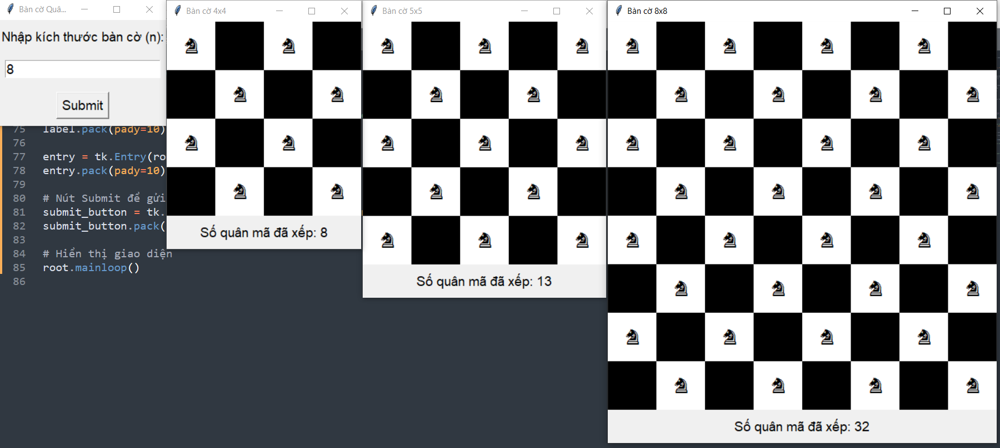 Bàn cờ Quâ...
Nhập kích thước bàn cờ (n):
8
Submit
75 label.pack(pady=10)
76
77 entry = tk.Entry(ro
78 entry.pack(pady=10)
79
80 # Nút Submit để gửi
81 submit_button = tk.
82 submit_button.pack(
83
84 # Hiển thị giao diện
85 root.mainloop()
86
Bàn cờ 4x4
Số quân mã đã xếp: 8
Bàn cờ 5x5
Số quân mã đã xếp: 13
Bàn cờ 8x8
Số quân mã đã xếp: 32